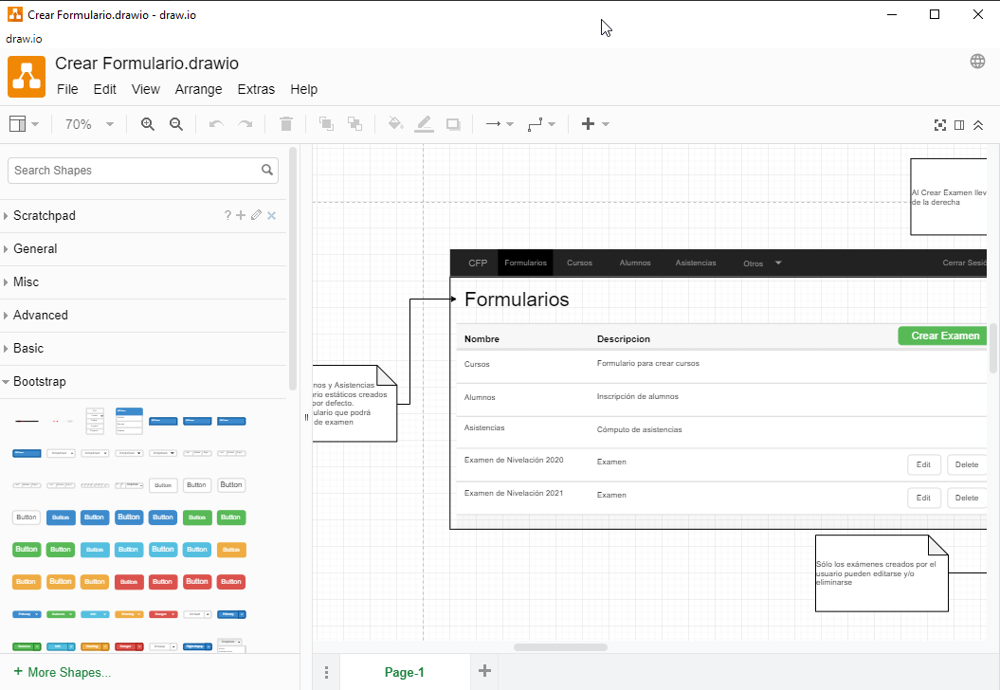 Crear Formulario.drawio - draw.io
draw.io
Crear Formulario.drawio
File Edit View Arrange Extras Help
70%
Search Shapes
Scratchpad
?
General
Misc
Advanced
Basic
Bootstrap
Button Button Button
Button Button Button Button Button Button Button
Button Button Button Button Button Button Button
Button Button Button Button Button Button Button
+ More Shapes...
Al Crear Examen llev
de la derecha
CFP Formularios Cursos Alumnos Asistencias Otros Cerrar Sesió
Formularios
Nombre Descripcion Crear Examen
Cursos Formulario para crear cursos
Alumnos Inscripción de alumnos
Asistencias Cómputo de asistencias
Examen de Nivelación 2020 Examen Edit Delete
Examen de Nivelación 2021 Examen Edit Delete
nos y Asistencias
rio estáticos creados
por defecto.
ulario que podrá
de examen
Sólo los exámenes creados por el
usuario pueden editarse y/o
eliminarse
Page-1